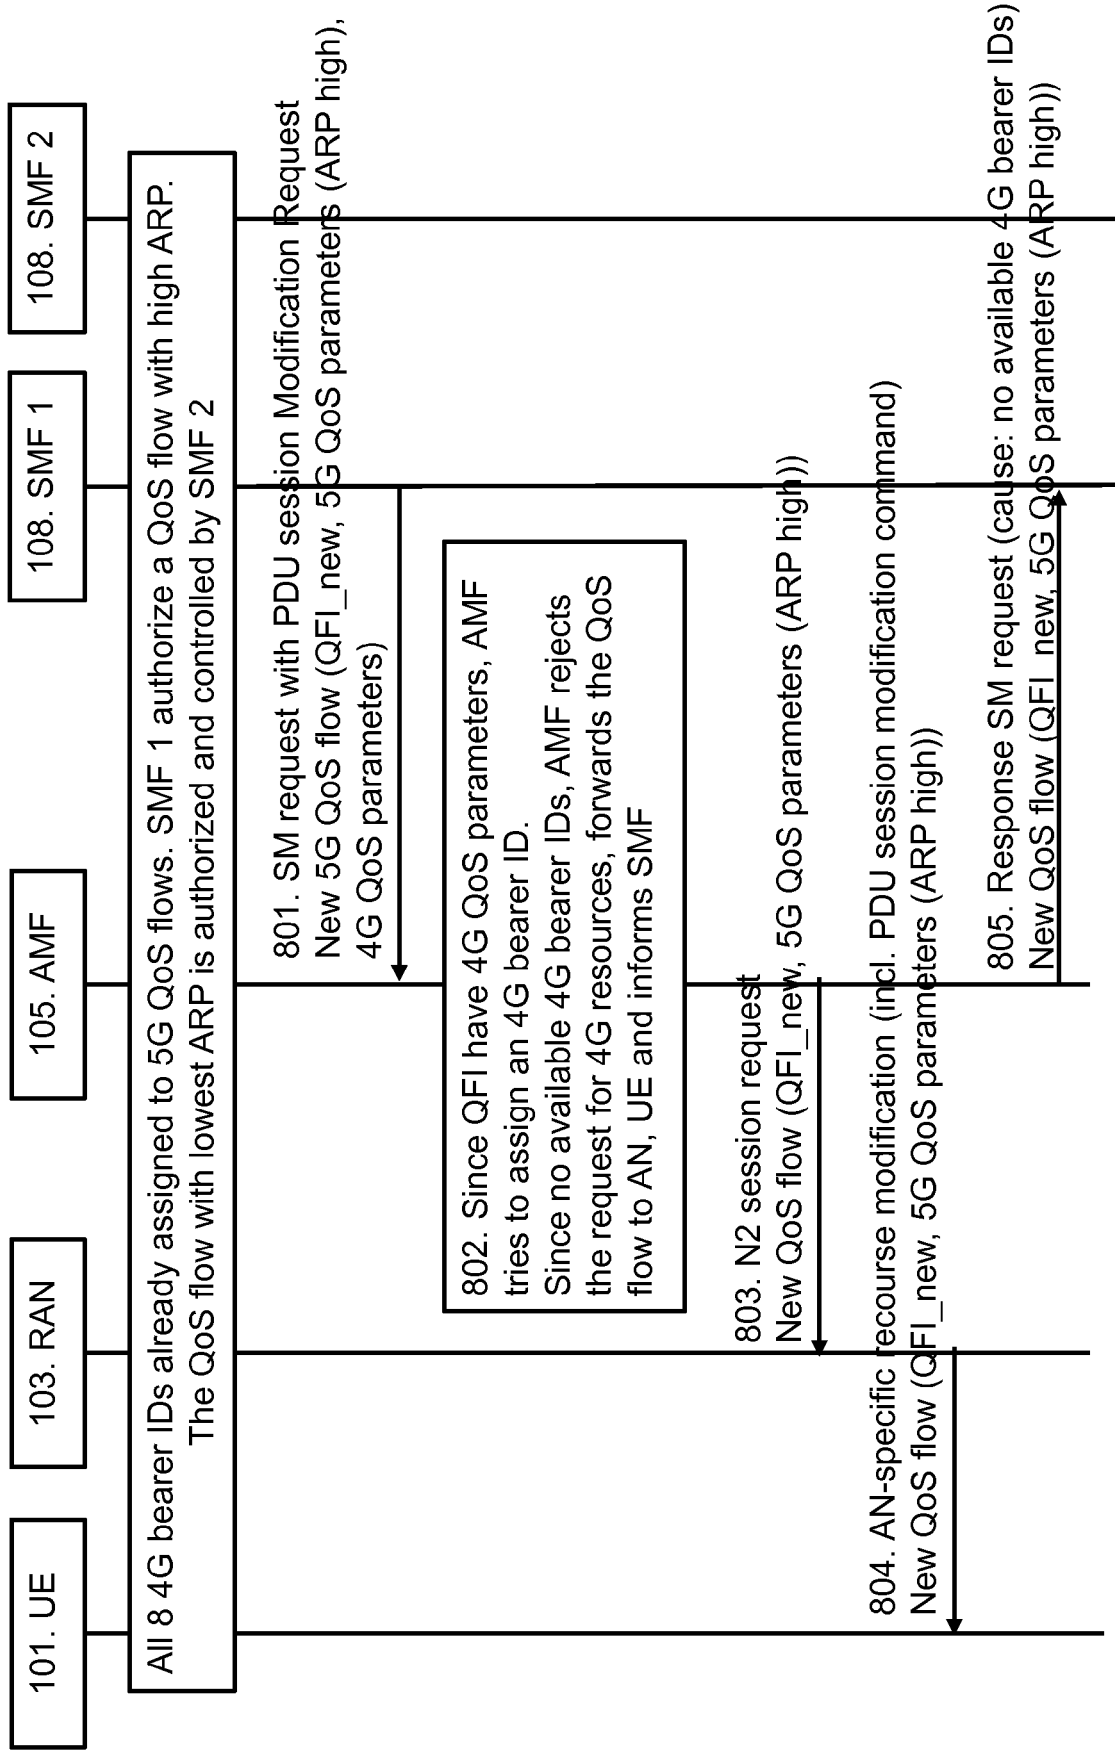 101. UE
103. RAN
105. AMF
108. SMF 1
108. SMF 2
All 8 4G bearer IDs already assigned to 5G QoS flows. SMF 1 authorize a QoS flow with high ARP.
The QoS flow with lowest ARP is authorized and controlled by SMF 2
801. SM request with PDU session Modification Request
New 5G QoS flow (QFI_new, 5G QoS parameters (ARP high),
4G QoS parameters)
802. Since QFI have 4G QoS parameters, AMF
tries to assign an 4G bearer ID.
Since no available 4G bearer IDs, AMF rejects
the request for 4G resources, forwards the QoS
flow to AN, UE and informs SMF
803. N2 session request
New QoS flow (QFI_new, 5G QoS parameters (ARP high))
804. AN-specific recourse modification (incl. PDU session modification command)
New QoS flow (QFI_new, 5G QoS parameters (ARP high))
805. Response SM request (cause: no available 4G bearer IDs)
New QoS flow (QFI_new, 5G QoS parameters (ARP high))